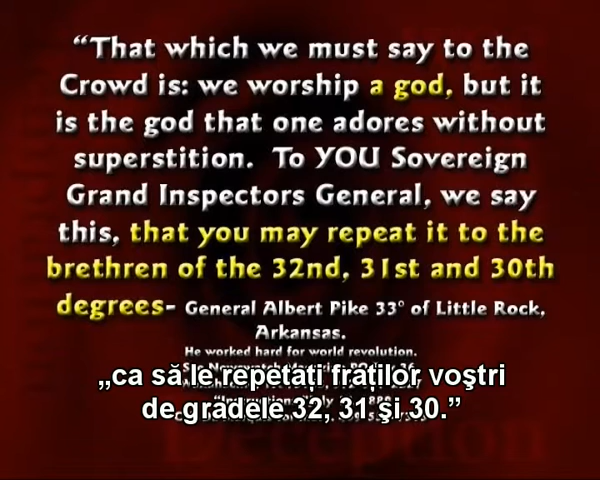 “That which we must say to the
Crowd is: we worship a god, but it
is the god that one adores without
superstition. To YOU Sovereign
Grand Inspectors General, we say
this, that you may repeat it to the
brethren of the 32nd, 31st and 30th
degrees- General Albert Pike 33° of Little Rock,
Arkansas.
He worked hard for world revolution.
„ca să le repetaţi fraţilor voştri
de gradele 32, 31 şi 30.”
Deception